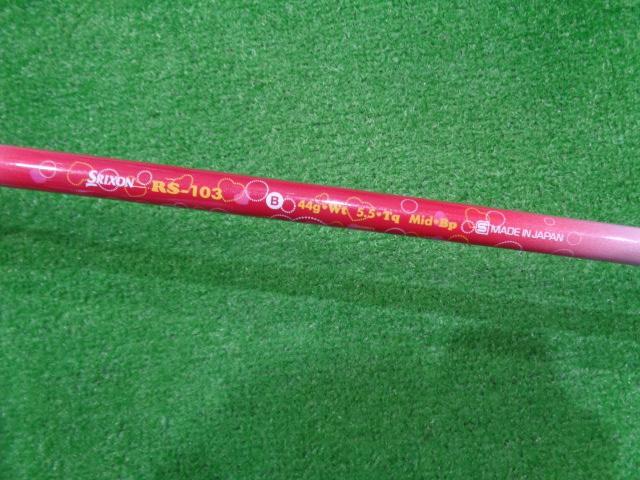 SRIXON RS-103 B 44g•Wt 5.5•Tq Mid•Bp S MADE IN JAPAN